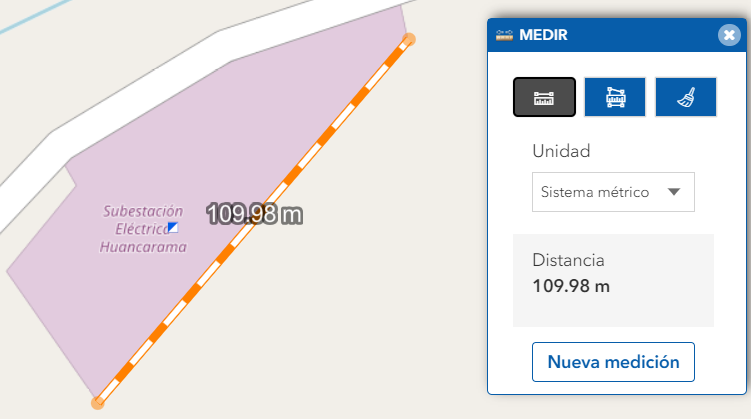 MEDIR
Unidad
Sistema métrico
Distancia
109.98 m
Nueva medición
Subestación
Eléctrica
Huancarama
109.98 m